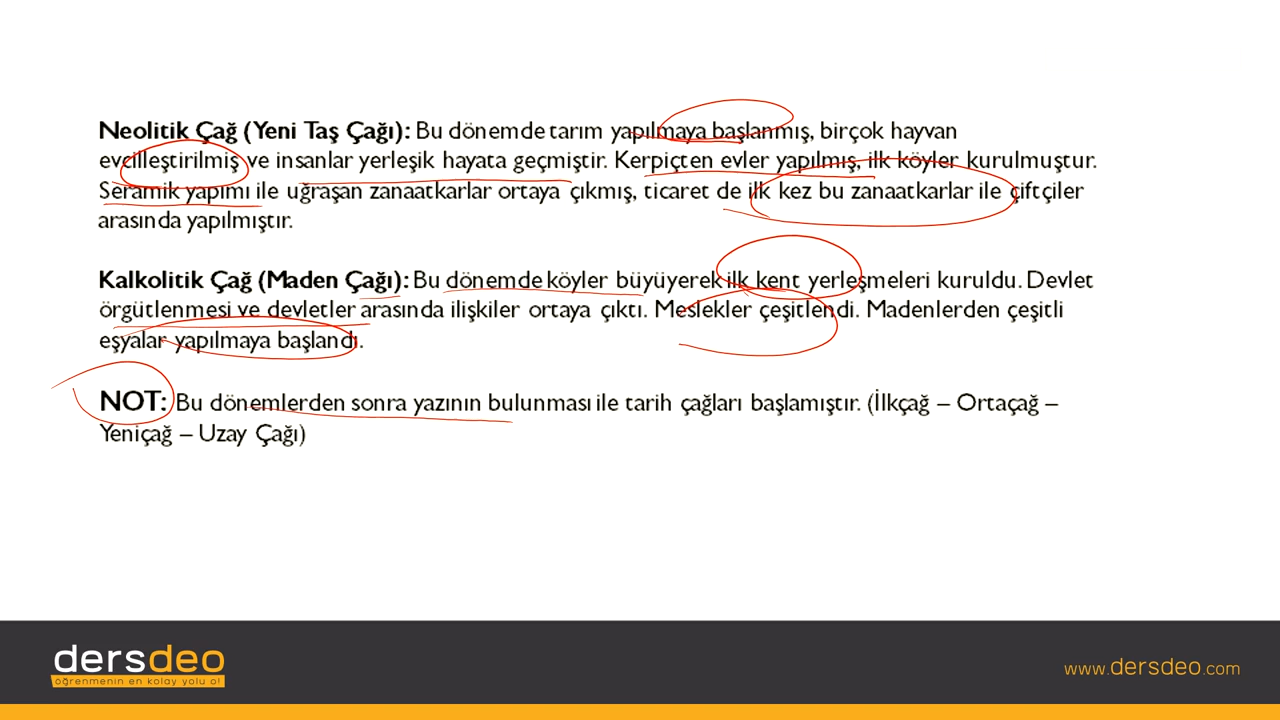 Neolitik Çağ (Yeni Taş Çağı): Bu dönemde tarım yapılmaya başlanmış, birçok hayvan
evcilleştirilmiş ve insanlar yerleşik hayata geçmiştir. Kerpiçten evler yapılmış, ilk köyler kurulmuştur.
Seramik yapımı ile uğraşan zanaatkarlar ortaya çıkmış, ticaret de ilk kez bu zanaatkarlar ile çiftçiler
arasında yapılmıştır.
Kalkolitik Çağ (Maden Çağı): Bu dönemde köyler büyüyerek ilk kent yerleşmeleri kuruldu. Devlet
örgütlenmesi ve devletler arasında ilişkiler ortaya çıktı. Meslekler çeşitlendi. Madenlerden çeşitli
eşyalar yapılmaya başlandı.
NOT: Bu dönemlerden sonra yazının bulunması ile tarih çağları başlamıştır. (İlkçağ – Ortaçağ –
Yeniçağ – Uzay Çağı)
dersdeo
öğrenmenin en kolay yolu o!
www.dersdeo.com